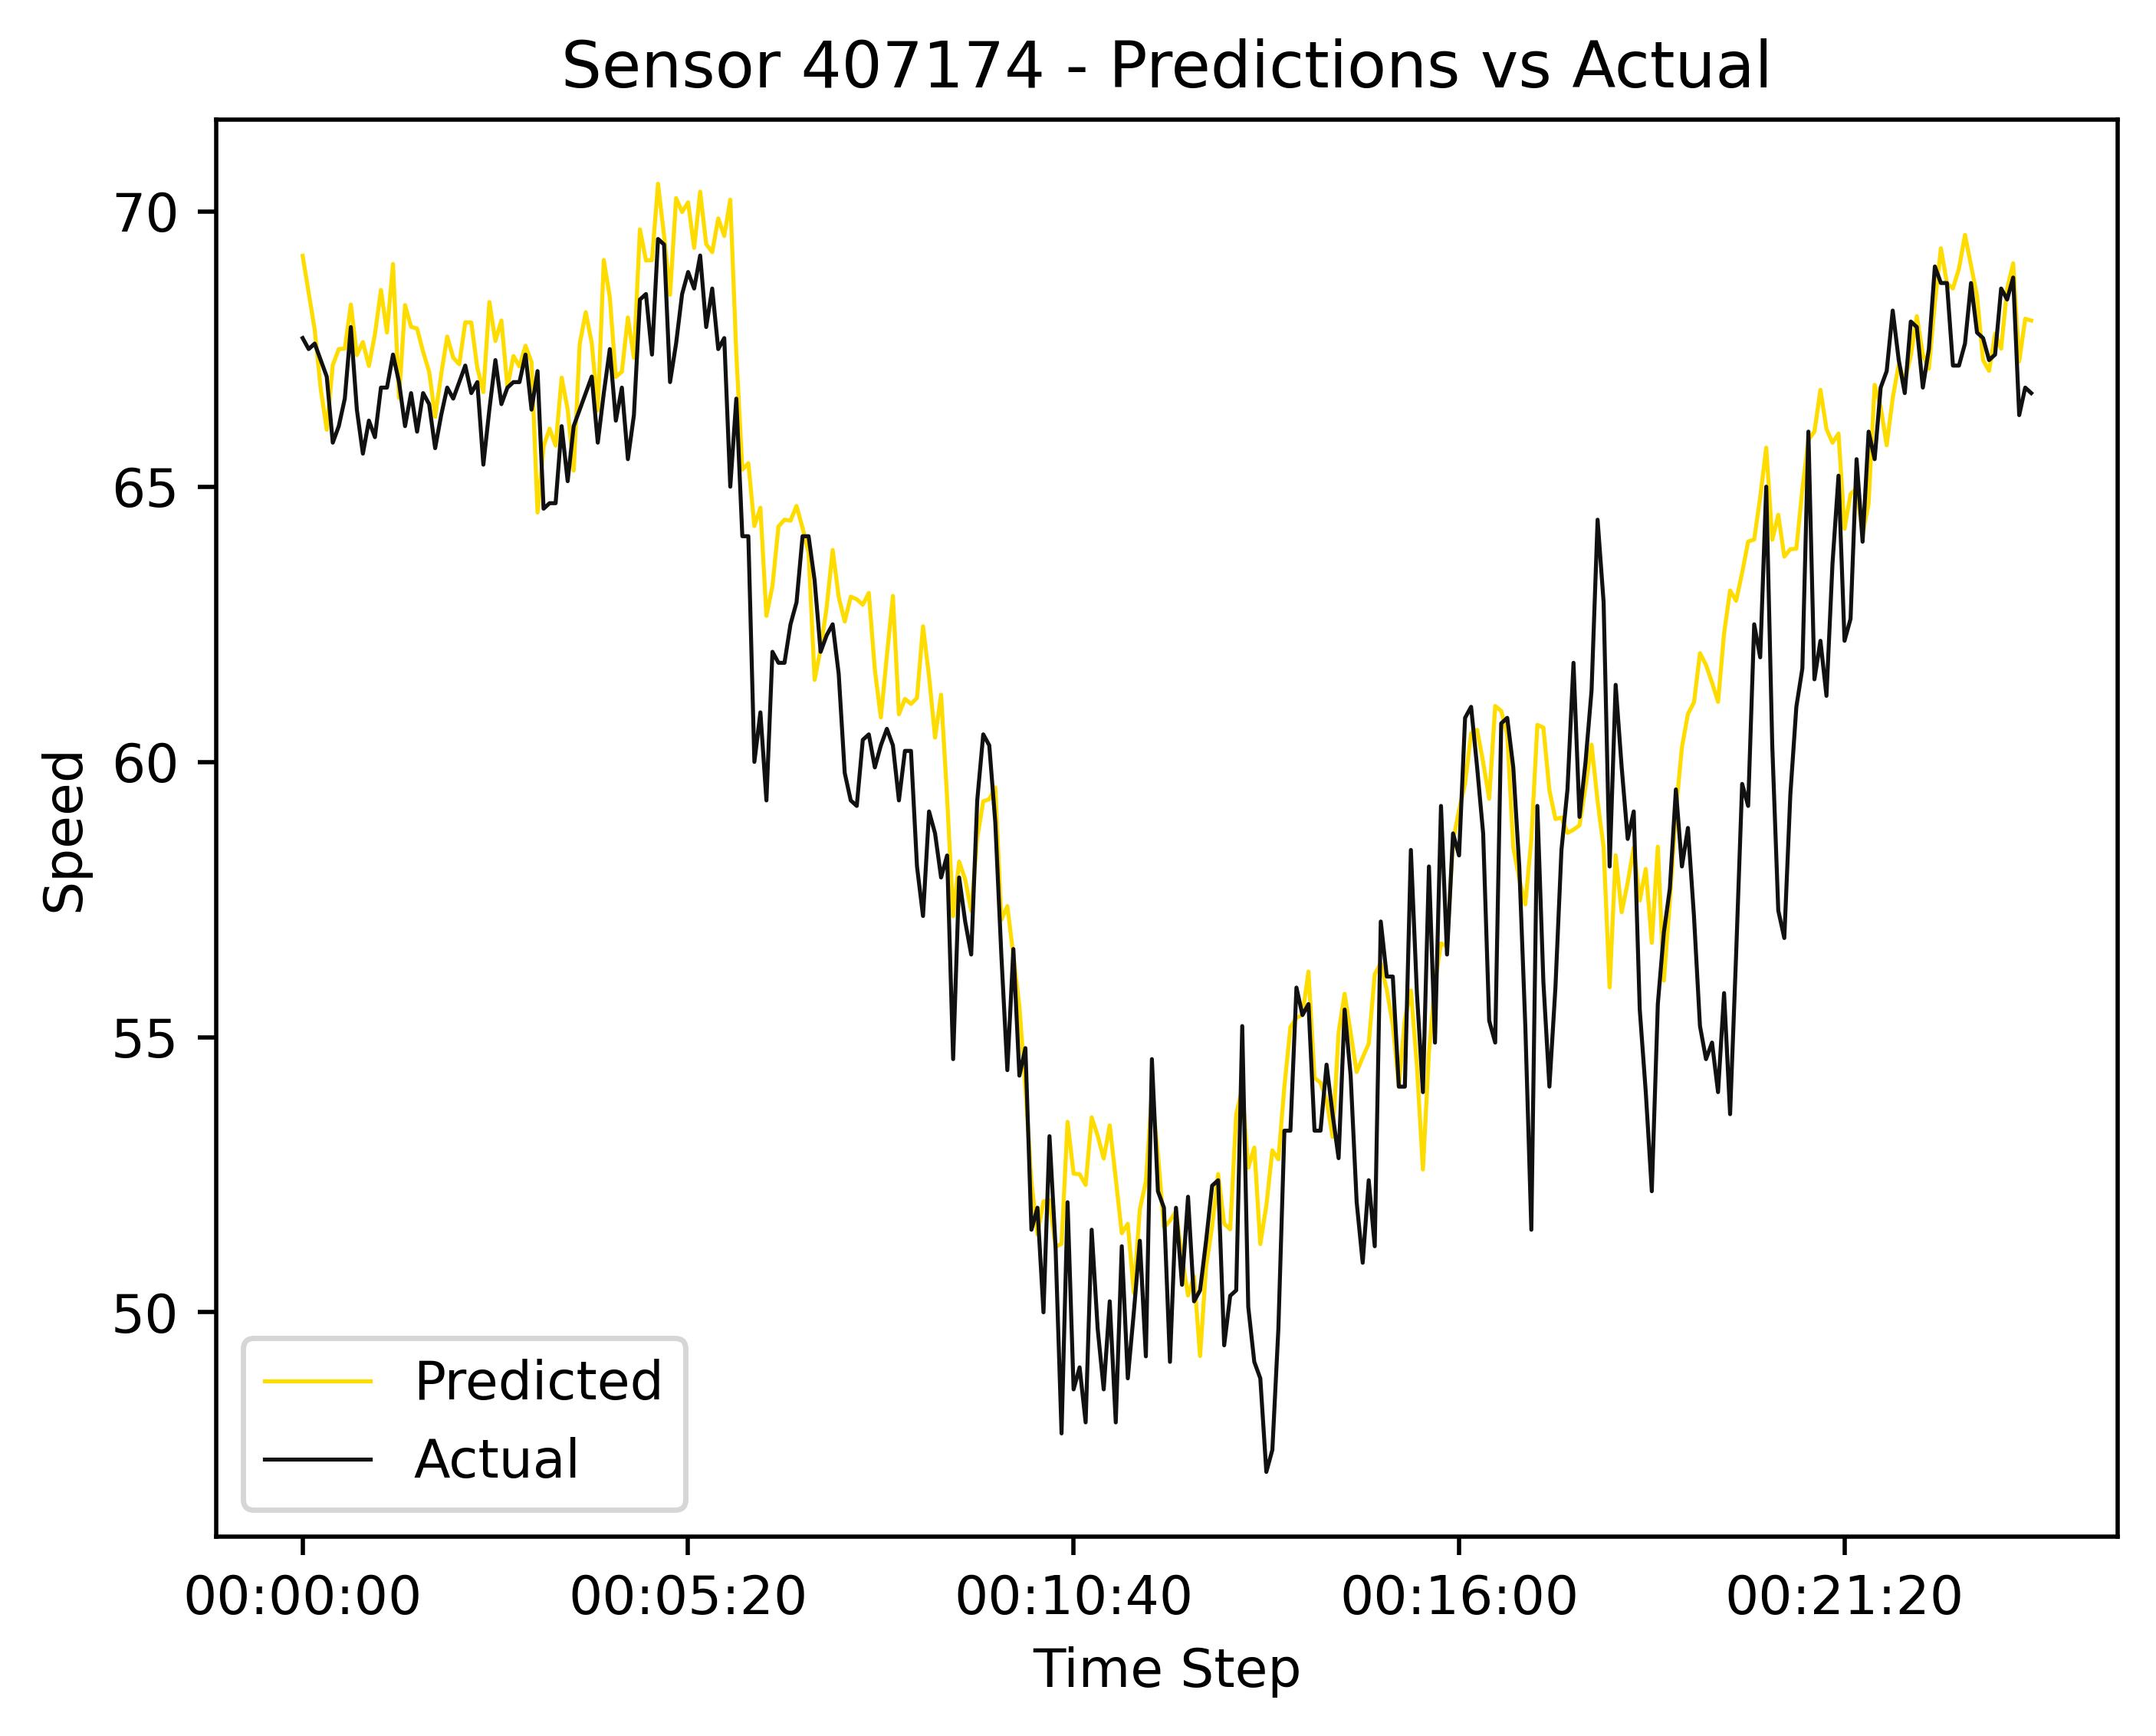 Sensor 407174 - Predictions vs Actual
70
65
60
55
50
Speed
Predicted
Actual
00:00:00 00:05:20 00:10:40 00:16:00 00:21:20
Time Step